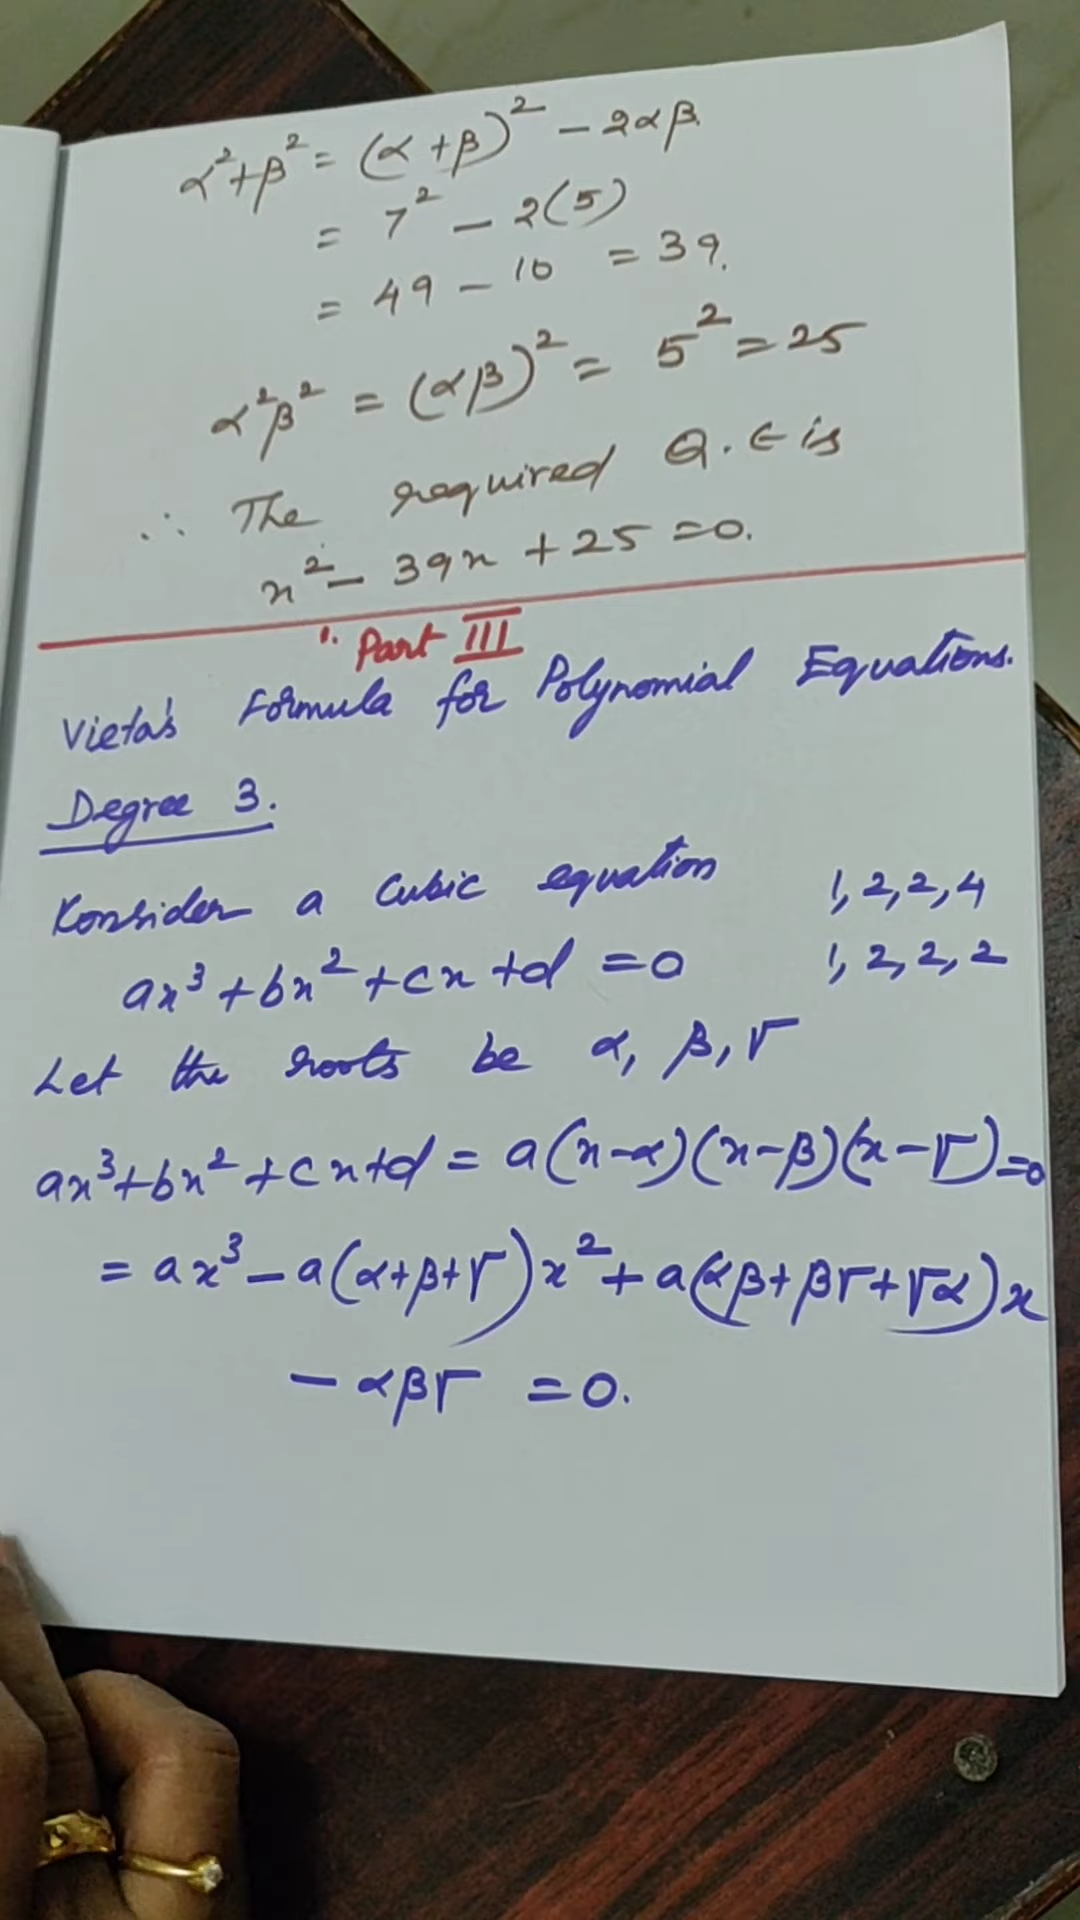 α²+β² = (α+β)² − 2αβ.
= 7² − 2(5)
= 49 − 10 = 39.
α²β² = (αβ)² = 5² = 25
∴ The required Q.E is
x² − 39x + 25 = 0.
1. Part III
Vieta's Formula for Polynomial Equations.
Degree 3.
Konsider a Cubic equation 1, 2, 2, 4
ax³ + bx² + cx + d = 0 1, 2, 2, 2
Let the roots be α, β, Γ
ax³+bx²+cx+d = a(x−α)(x−β)(x−Γ)=0
= ax³ − a(α+β+Γ)x² + a(αβ+βΓ+Γα)x
− αβΓ = 0.